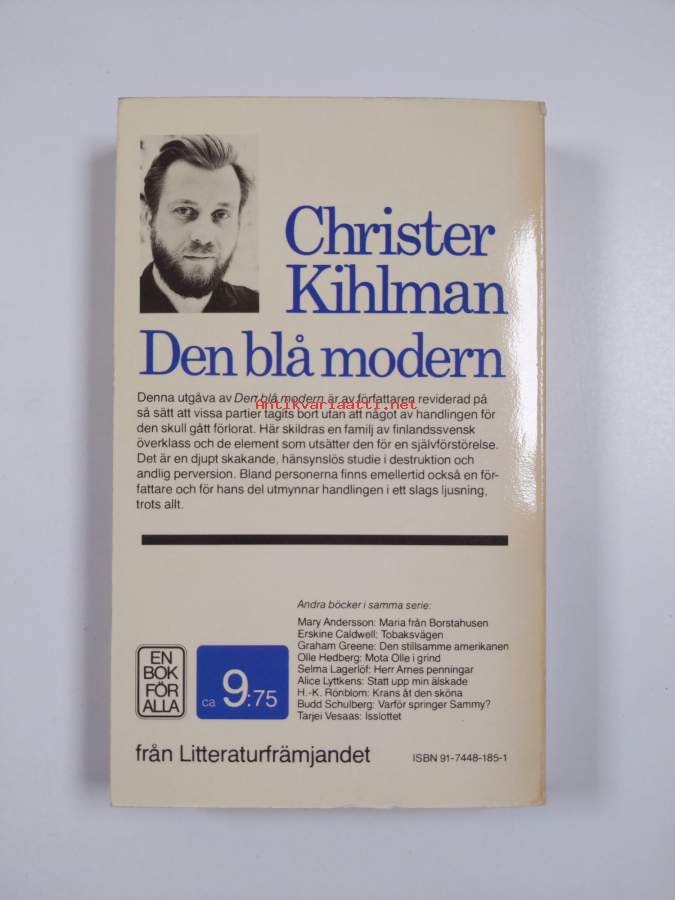 Christer
Kihlman
Den blå modern
Denna utgåva av Den blå modern är av författaren reviderad på
så sätt att vissa partier tagits bort utan att något av handlingen för
den skull gått förlorat. Här skildras en familj av finlandssvensk
överklass och de element som utsätter den för en självförstörelse.
Det är en djupt skakande, hänsynslös studie i destruktion och
andlig perversion. Bland personerna finns emellertid också en för-
fattare och för hans del utmynnar handlingen i ett slags ljusning,
trots allt.
Antikvariaatti.net
Andra böcker i samma serie:
Mary Andersson: Maria från Borstahusen
Erskine Caldwell: Tobaksvägen
Graham Greene: Den stillsamme amerikanen
Olle Hedberg: Mota Olle i grind
Selma Lagerlöf: Herr Arnes penningar
Alice Lyttkens: Statt upp min älskade
H.-K. Rönblom: Krans åt den sköna
Budd Schulberg: Varför springer Sammy?
Tarjei Vesaas: Isslottet
EN
BOK
FÖR
ALLA
ca 9:75
från Litteraturfrämjandet
ISBN 91-7448-185-1